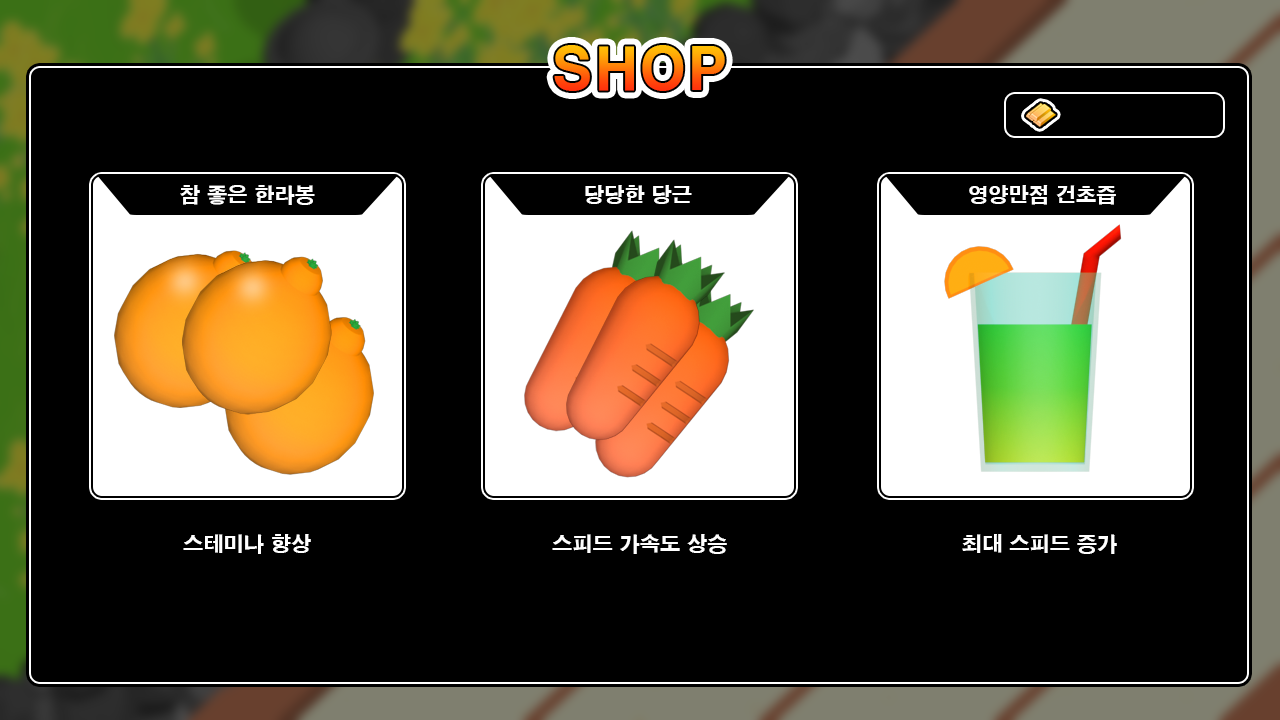 SHOP
참 좋은 한라봉
당당한 당근
영양만점 건초즙
스테미나 향상
스피드 가속도 상승
최대 스피드 증가